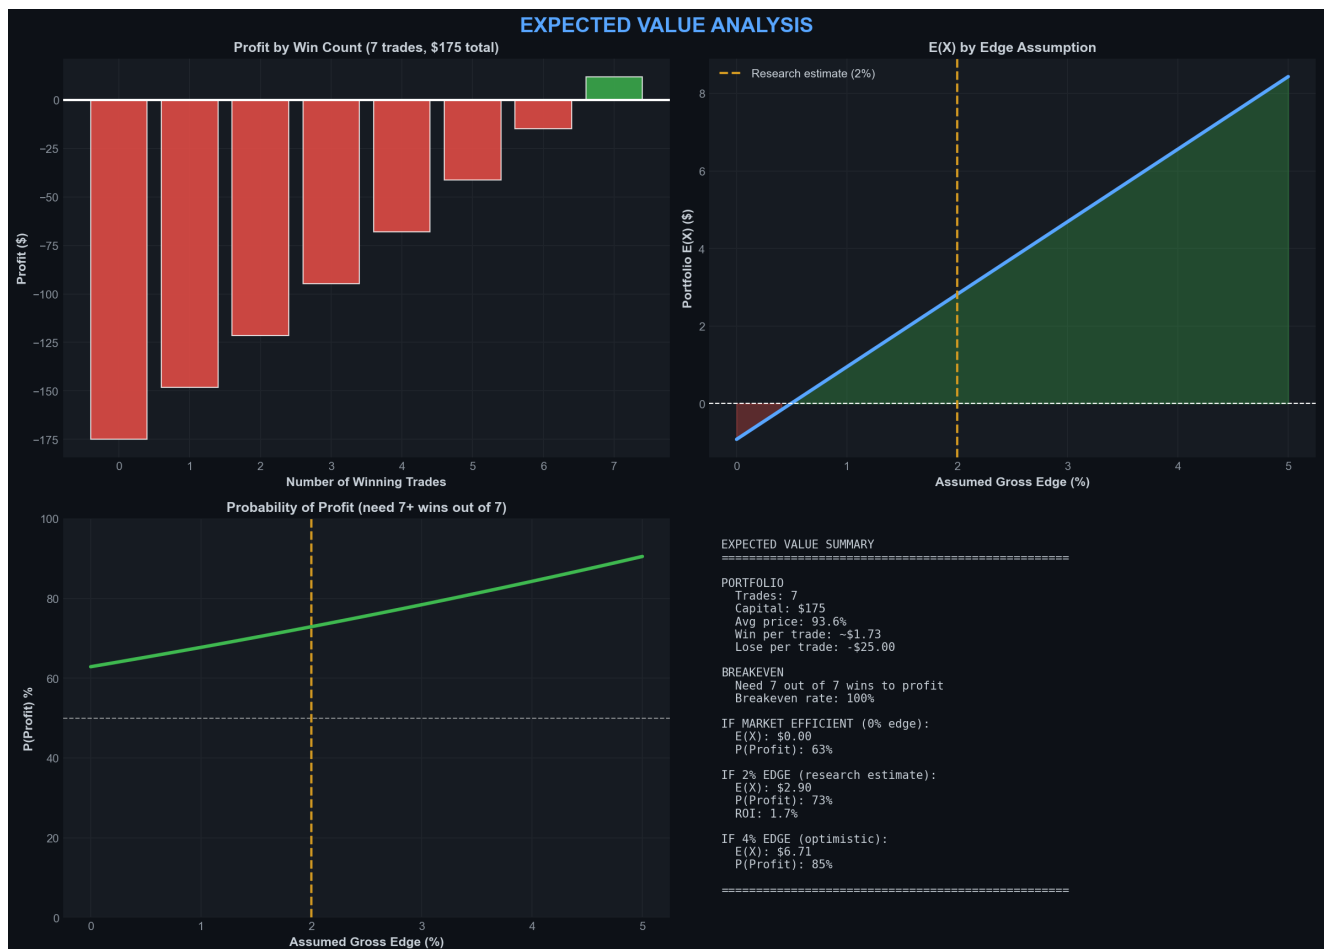 EXPECTED VALUE ANALYSIS
Profit by Win Count (7 trades, $175 total)
0
−25
−50
−75
−100
−125
−150
−175
Profit ($)
0 1 2 3 4 5 6 7
Number of Winning Trades
E(X) by Edge Assumption
Research estimate (2%)
8
6
4
2
0
Portfolio E(X) ($)
0 1 2 3 4 5
Assumed Gross Edge (%)
Probability of Profit (need 7+ wins out of 7)
100
80
60
40
20
0
P(Profit) %
0 1 2 3 4 5
Assumed Gross Edge (%)
EXPECTED VALUE SUMMARY
==================================================
PORTFOLIO
Trades: 7
Capital: $175
Avg price: 93.6%
Win per trade: ~$1.73
Lose per trade: -$25.00
BREAKEVEN
Need 7 out of 7 wins to profit
Breakeven rate: 100%
IF MARKET EFFICIENT (0% edge):
E(X): $0.00
P(Profit): 63%
IF 2% EDGE (research estimate):
E(X): $2.90
P(Profit): 73%
ROI: 1.7%
IF 4% EDGE (optimistic):
E(X): $6.71
P(Profit): 85%
==================================================